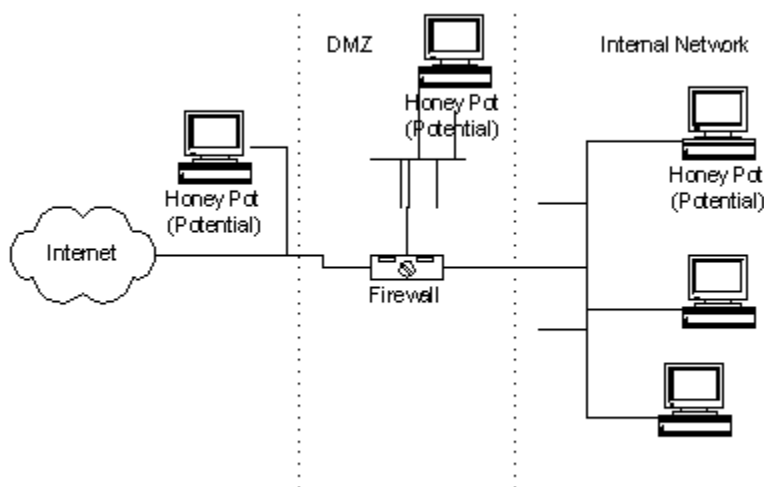 DMZ
Internal Network
Honey Pot
(Potential)
Honey Pot
(Potential)
Honey Pot
(Potential)
Internet
Firewall